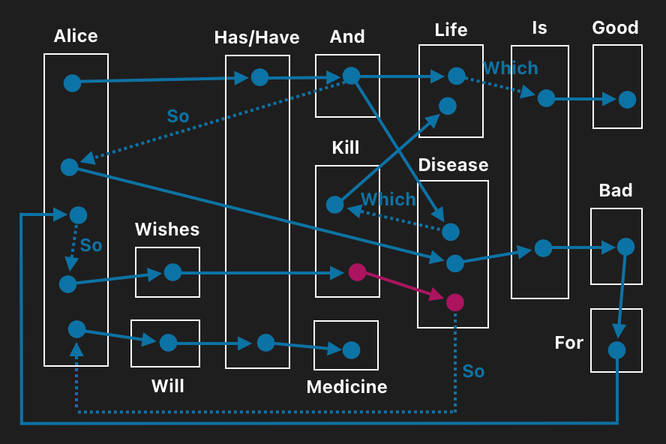 Alice
Has/Have
And
Life
Is
Good
Which
So
Kill
Disease
Which
Bad
Wishes
So
For
Will
Medicine
So